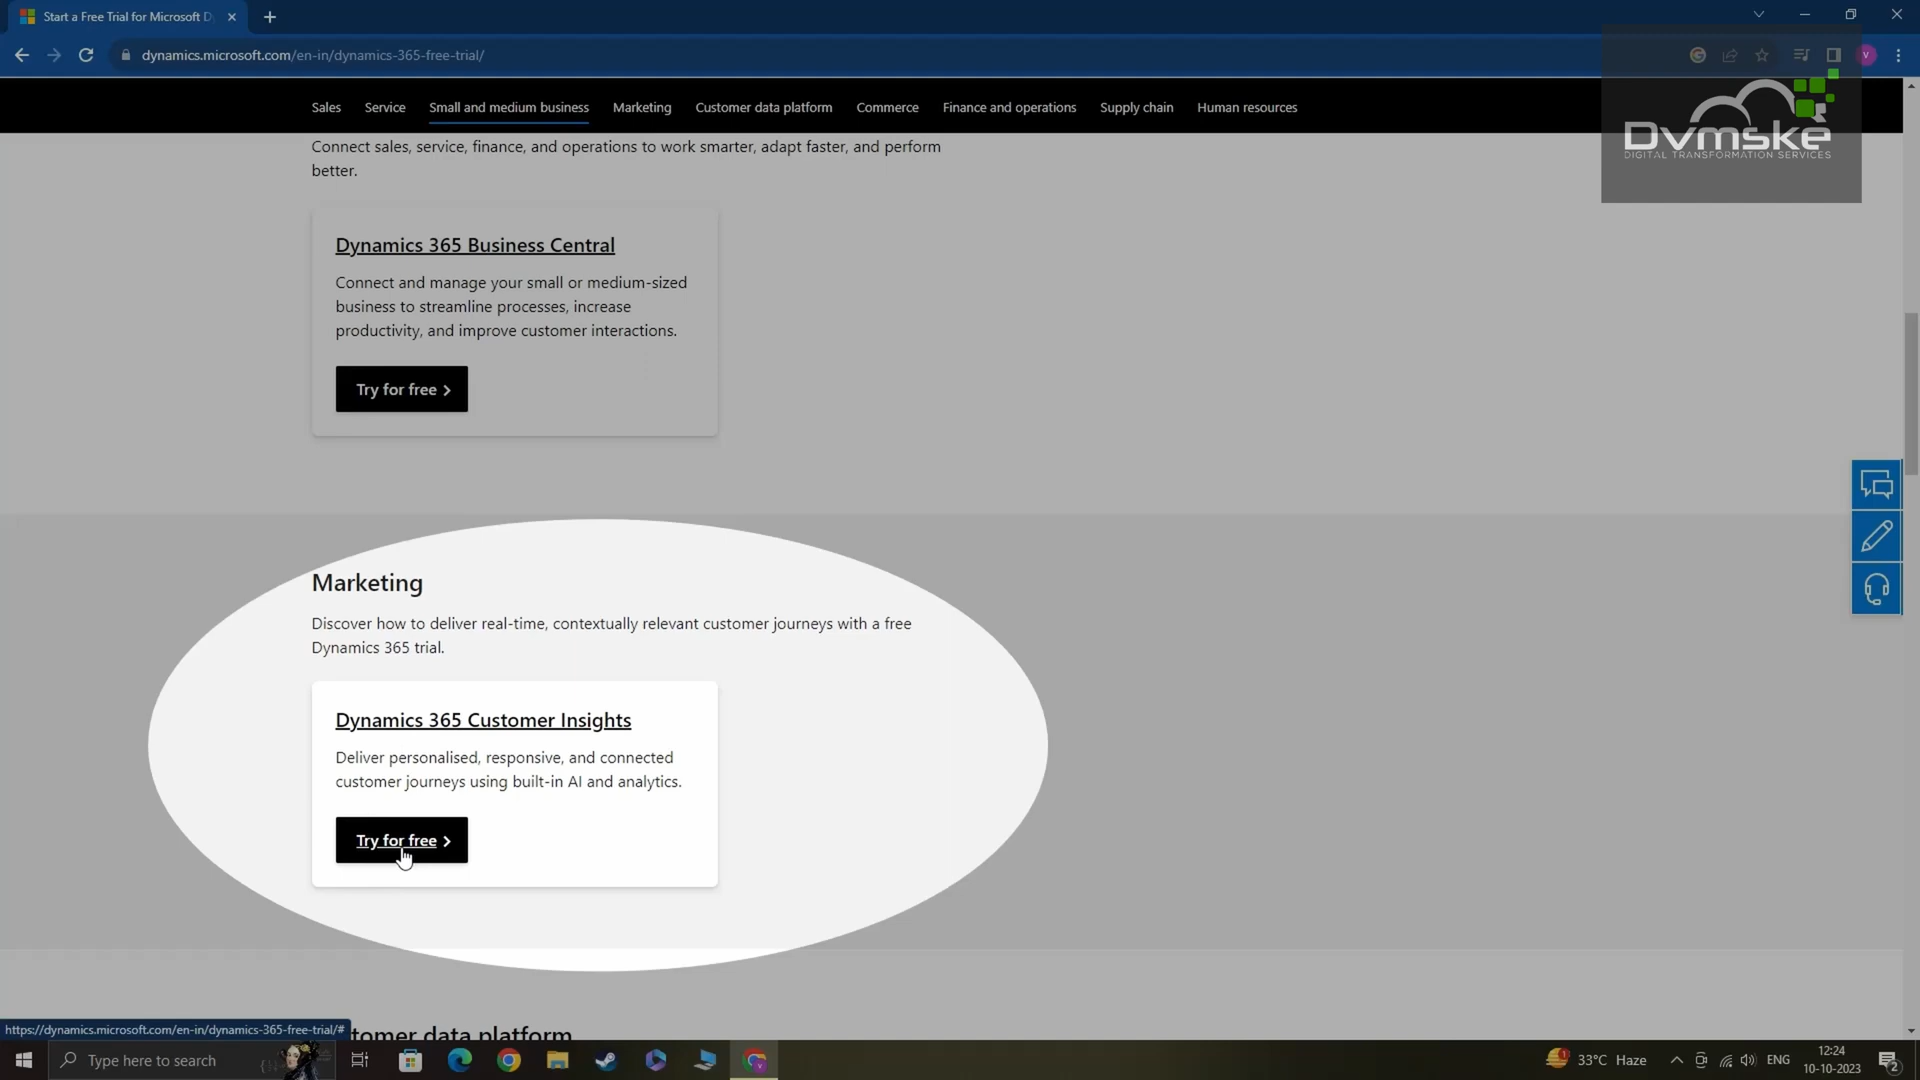 Start a Free Trial for Microsoft D
dynamics.microsoft.com/en-in/dynamics-365-free-trial/
V
Sales Service Small and medium business Marketing Customer data platform Commerce Finance and operations Supply chain Human resources
Dvmske
DIGITAL TRANSFORMATION SERVICES
Connect sales, service, finance, and operations to work smarter, adapt faster, and perform
better.
Dynamics 365 Business Central
Connect and manage your small or medium-sized
business to streamline processes, increase
productivity, and improve customer interactions.
Try for free
Marketing
Discover how to deliver real-time, contextually relevant customer journeys with a free
Dynamics 365 trial.
Dynamics 365 Customer Insights
Deliver personalised, responsive, and connected
customer journeys using built-in AI and analytics.
Try for free
https://dynamics.microsoft.com/en-in/dynamics-365-free-trial/#
tomer data platform
Type here to search
1
33°C Haze
ENG
12:24
10-10-2023
2